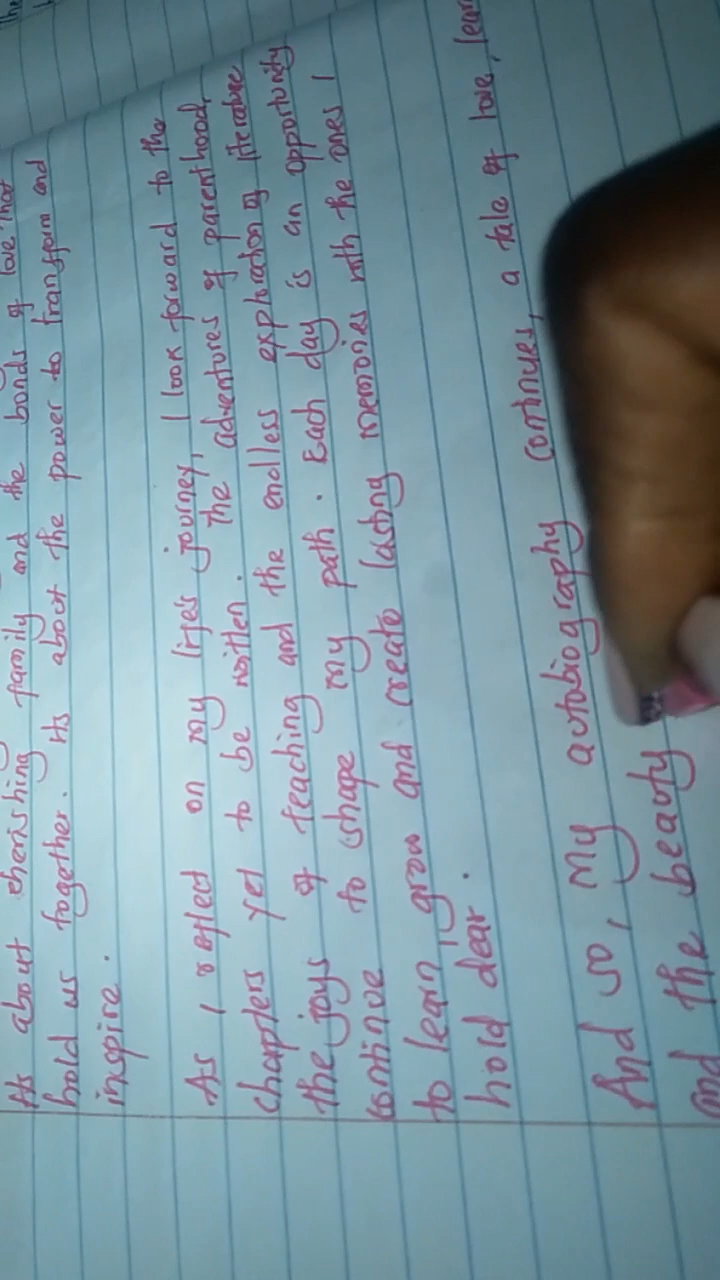 Its about cherishing family and the bonds of love that
hold us together. Its about the power to transform and
inspire.
As I reflect on my life's journey, I look forward to the
chapters yet to be written. The adventures of parenthood,
the joys of teaching and the endless exploration of literature
continue to shape my path. Each day is an opportunity
to learn, grow and create lasting memories with the ones I
hold dear.
And so, My autobiography continues, a tale of love,
and the beauty